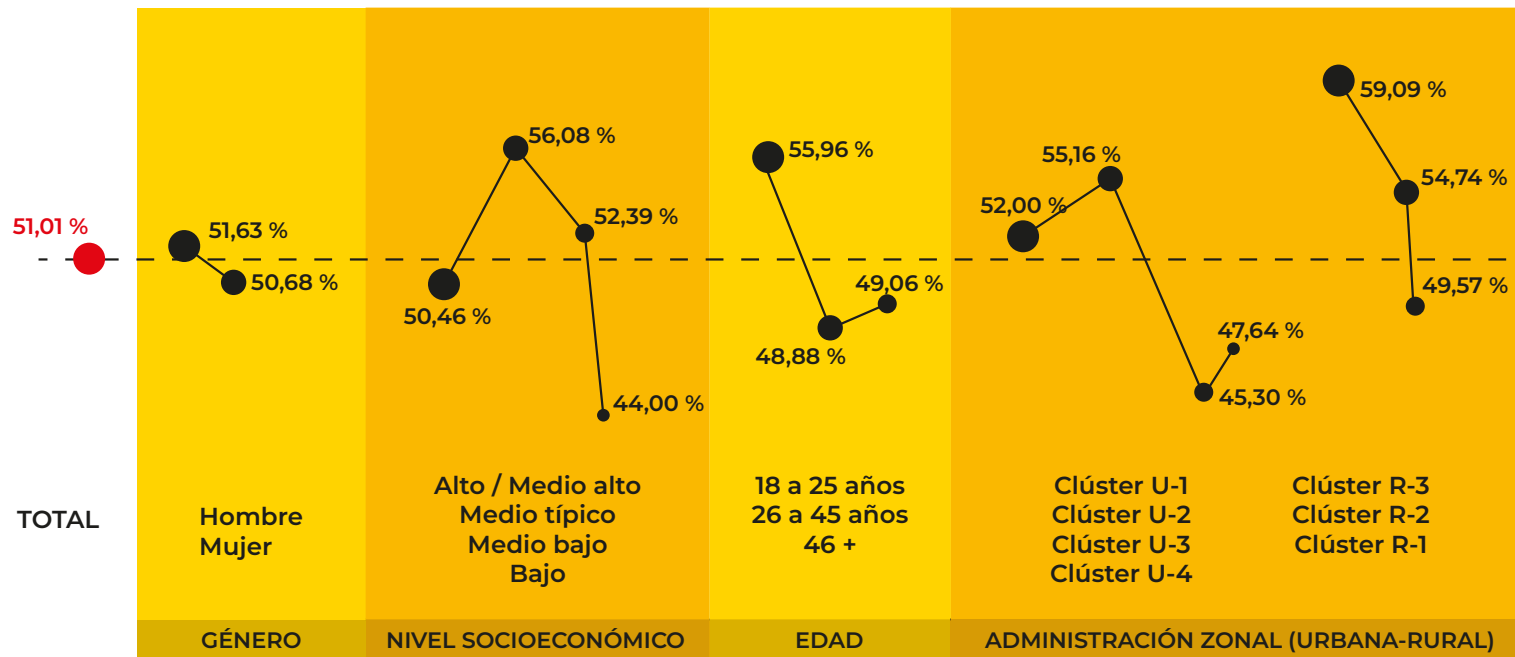 51,01 %
TOTAL
51,63 %
50,68 %
Hombre
Mujer
GÉNERO
56,08 %
52,39 %
50,46 %
44,00 %
Alto / Medio alto
Medio típico
Medio bajo
Bajo
NIVEL SOCIOECONÓMICO
55,96 %
49,06 %
48,88 %
18 a 25 años
26 a 45 años
46 +
EDAD
55,16 %
52,00 %
47,64 %
45,30 %
59,09 %
54,74 %
49,57 %
Clúster U-1
Clúster U-2
Clúster U-3
Clúster U-4
Clúster R-3
Clúster R-2
Clúster R-1
ADMINISTRACIÓN ZONAL (URBANA-RURAL)